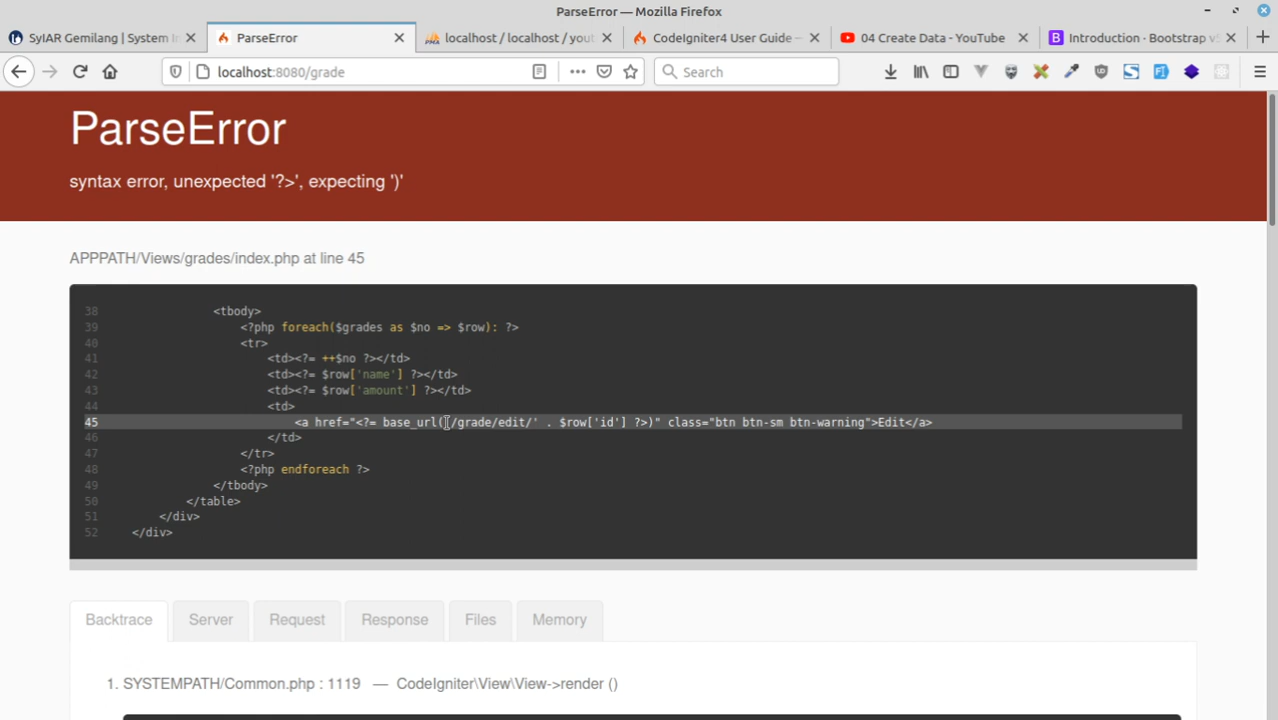 ParseError — Mozilla Firefox
SyIAR Gemilang | System In
ParseError
localhost / localhost / yout
CodeIgniter4 User Guide —
04 Create Data - YouTube
Introduction · Bootstrap v5
localhost:8080/grade
Search
ParseError
syntax error, unexpected '?>', expecting ')'
APPPATH/Views/grades/index.php at line 45
38 <tbody>
39 <?php foreach($grades as $no => $row): ?>
40 <tr>
41 <td><?= ++$no ?></td>
42 <td><?= $row['name'] ?></td>
43 <td><?= $row['amount'] ?></td>
44 <td>
45 <a href="<?= base_url('/grade/edit/' . $row['id'] ?>)" class="btn btn-sm btn-warning">Edit</a>
46 </td>
47 </tr>
48 <?php endforeach ?>
49 </tbody>
50 </table>
51 </div>
52 </div>
Backtrace
Server
Request
Response
Files
Memory
1. SYSTEMPATH/Common.php : 1119 — CodeIgniter\View\View->render ()